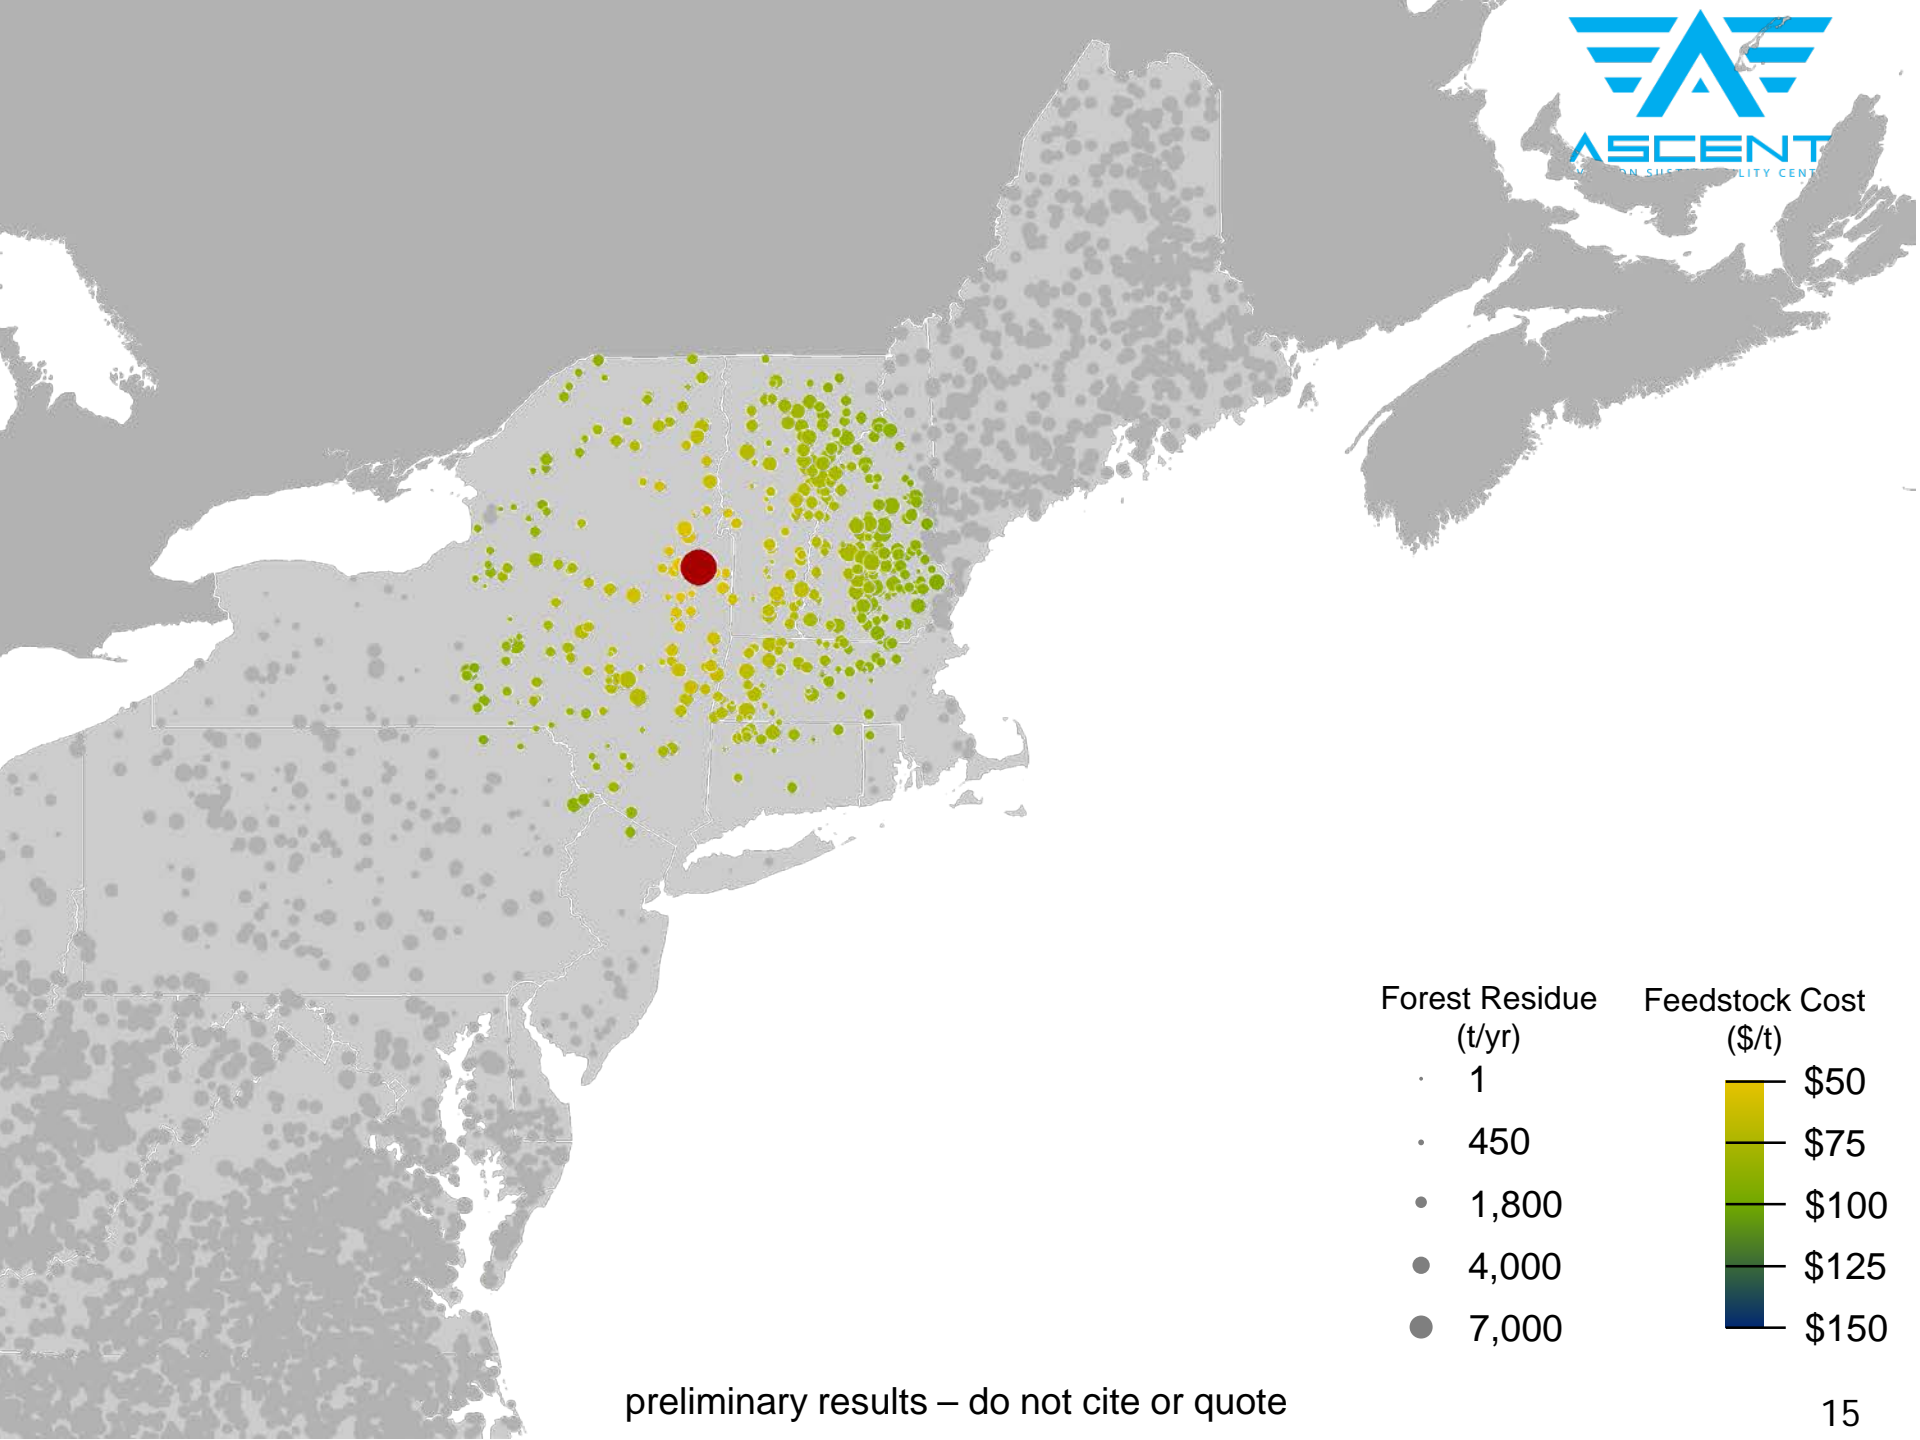 ASCENT
Forest Residue
(t/yr)
1
450
1,800
4,000
7,000
Feedstock Cost
($/t)
$50
$75
$100
$125
$150
preliminary results – do not cite or quote
15